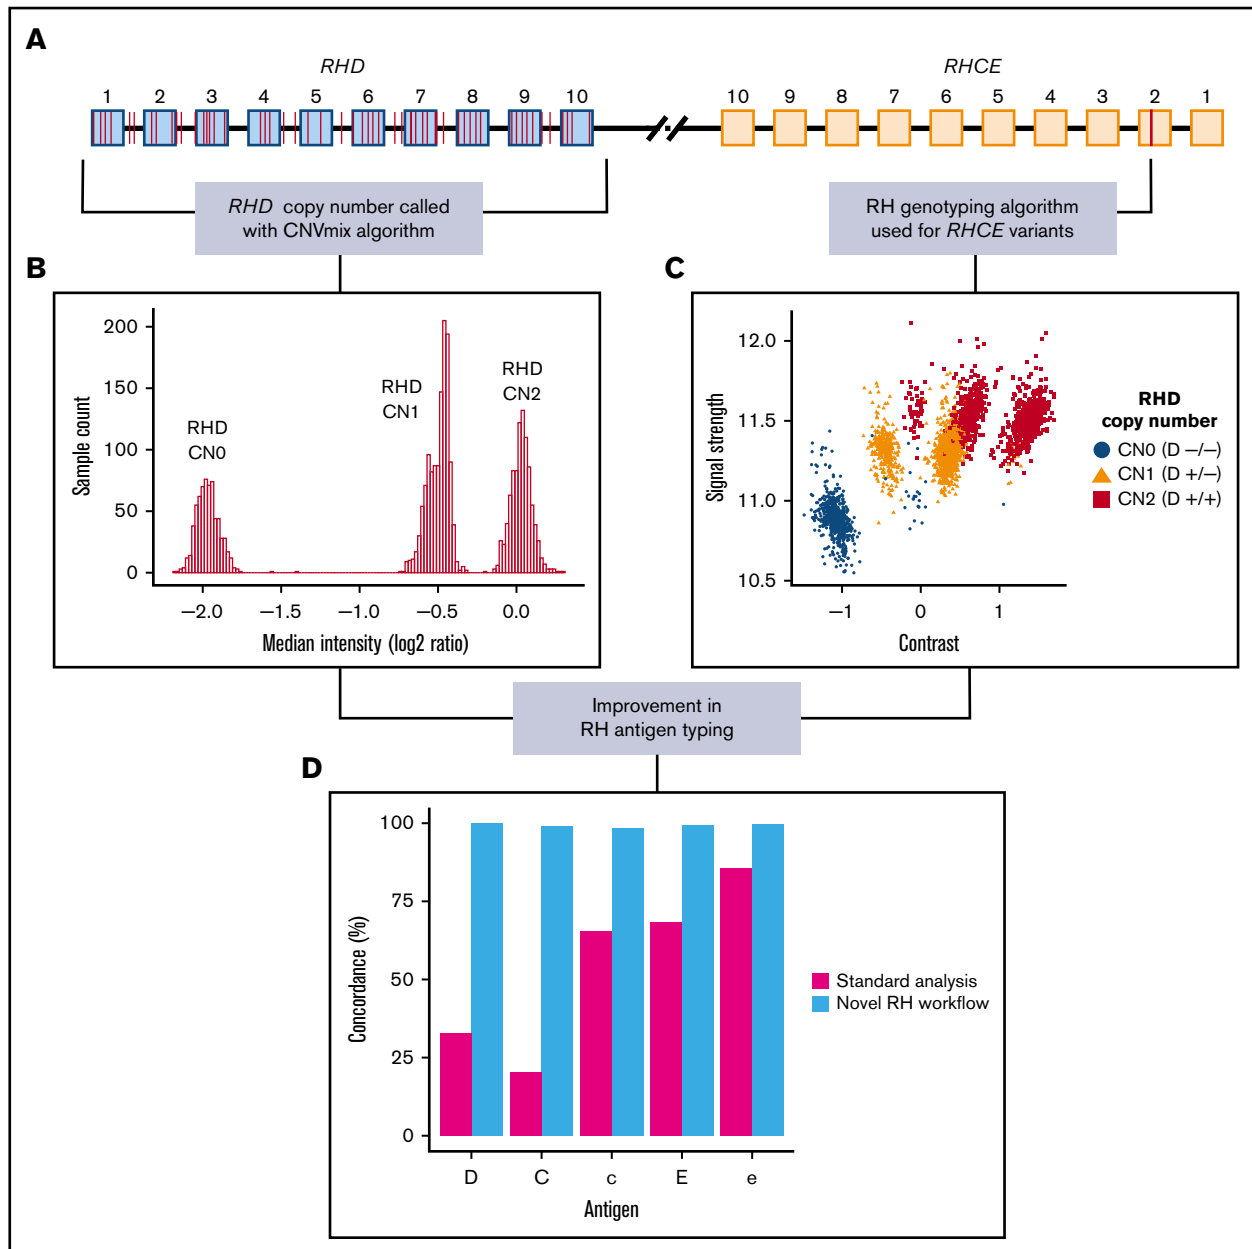 A
RHD
RHCE
1 2 3 4 5 6 7 8 9 10
10 9 8 7 6 5 4 3 2 1
RHD copy number called
with CNVmix algorithm
RH genotyping algorithm
used for RHCE variants
B
200
150
100
50
0
Sample count
RHD
CN0
RHD
CN1
RHD
CN2
−2.0 −1.5 −1.0 −0.5 0.0
Median intensity (log2 ratio)
C
12.0
11.5
11.0
10.5
Signal strength
−1 0 1
Contrast
RHD
copy number
CN0 (D −/−)
CN1 (D +/−)
CN2 (D +/+)
Improvement in
RH antigen typing
D
100
75
50
25
0
Concordance (%)
D C c E e
Antigen
Standard analysis
Novel RH workflow